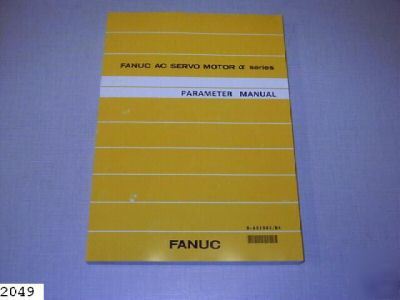 FANUC AC SERVO MOTOR α series
PARAMETER MANUAL
FANUC
2049